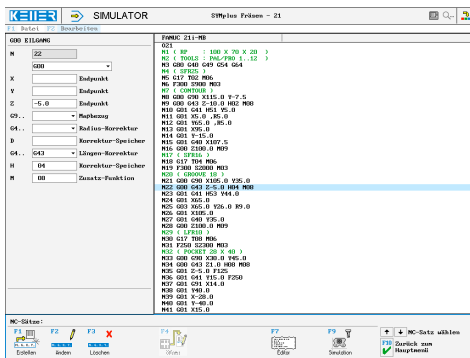 KELLER SIMULATOR SYMplus Fräsen - 21
F1 Datei F2 Bearbeiten
G00 EILGANG
N 22
G00
X Endpunkt
Y Endpunkt
Z -5.0 Endpunkt
G9.. Maßbezug
G4.. Radius-Korrektur
D Korrektur-Speicher
G4.. G43 Längen-Korrektur
H 04 Korrektur-Speicher
M 08 Zusatz-Funktion
FANUC 21i-MB
O21
N1 ( RP : 100 X 70 X 20 )
N2 ( TOOLS : PAL/PRO 1..12 )
N3 G80 G40 G49 G54 G64
N4 ( SFR25 )
N5 G17 T02 M06
N6 F300 S900 M03
N7 ( CONTOUR )
N8 G00 G90 X115.0 Y-7.5
N9 G00 G43 Z-10.0 H02 M08
N10 G01 G41 H51 Y5.0
N11 G01 X5.0 ,R5.0
N12 G01 Y65.0 ,R5.0
N13 G01 X95.0
N14 G01 Y-15.0
N15 G01 G40 X107.5
N16 G00 Z100.0 M09
N17 ( SFR16 )
N18 G17 T04 M06
N19 F300 S2000 M03
N20 ( GROOVE 18 )
N21 G00 G90 X105.0 Y35.0
N22 G00 G43 Z-5.0 H04 M08
N23 G01 G41 H53 Y44.0
N24 G01 X65.0
N25 G03 X65.0 Y26.0 R9.0
N26 G01 X105.0
N27 G01 G40 Y35.0
N28 G00 Z100.0 M09
N29 ( LFR10 )
N30 G17 T08 M06
N31 F250 S2300 M03
N32 ( POCKET 28 X 40 )
N33 G00 G90 X30.0 Y45.0
N34 G00 G43 Z1.0 H08 M08
N35 G01 Z-5.0 F125
N36 G01 G41 Y15.0 F250
N37 G01 G91 X14.0
N38 G01 Y40.0
N39 G01 X-28.0
N40 G01 Y-40.0
N41 G01 X15.0
NC-Sätze:
F1 Erstellen
F2 Ändern
F3 Löschen
F4 Öffnen
F7 Editor
F9 Simulation
NC-Satz wählen
F10 Zurück zum Hauptmenü